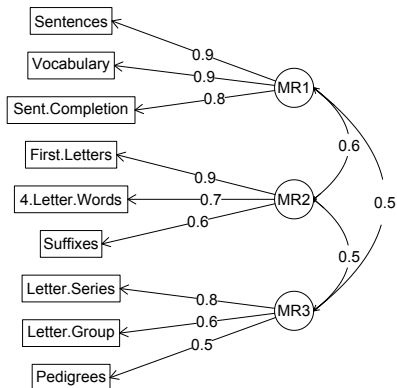 Sentences
0.9
Vocabulary
0.9
MR1
Sent.Completion
0.8
0.6
First.Letters
0.9
4.Letter.Words
0.7
MR2
0.5
0.6
Suffixes
0.5
Letter.Series
0.8
MR3
Letter.Group
0.6
0.5
Pedigrees